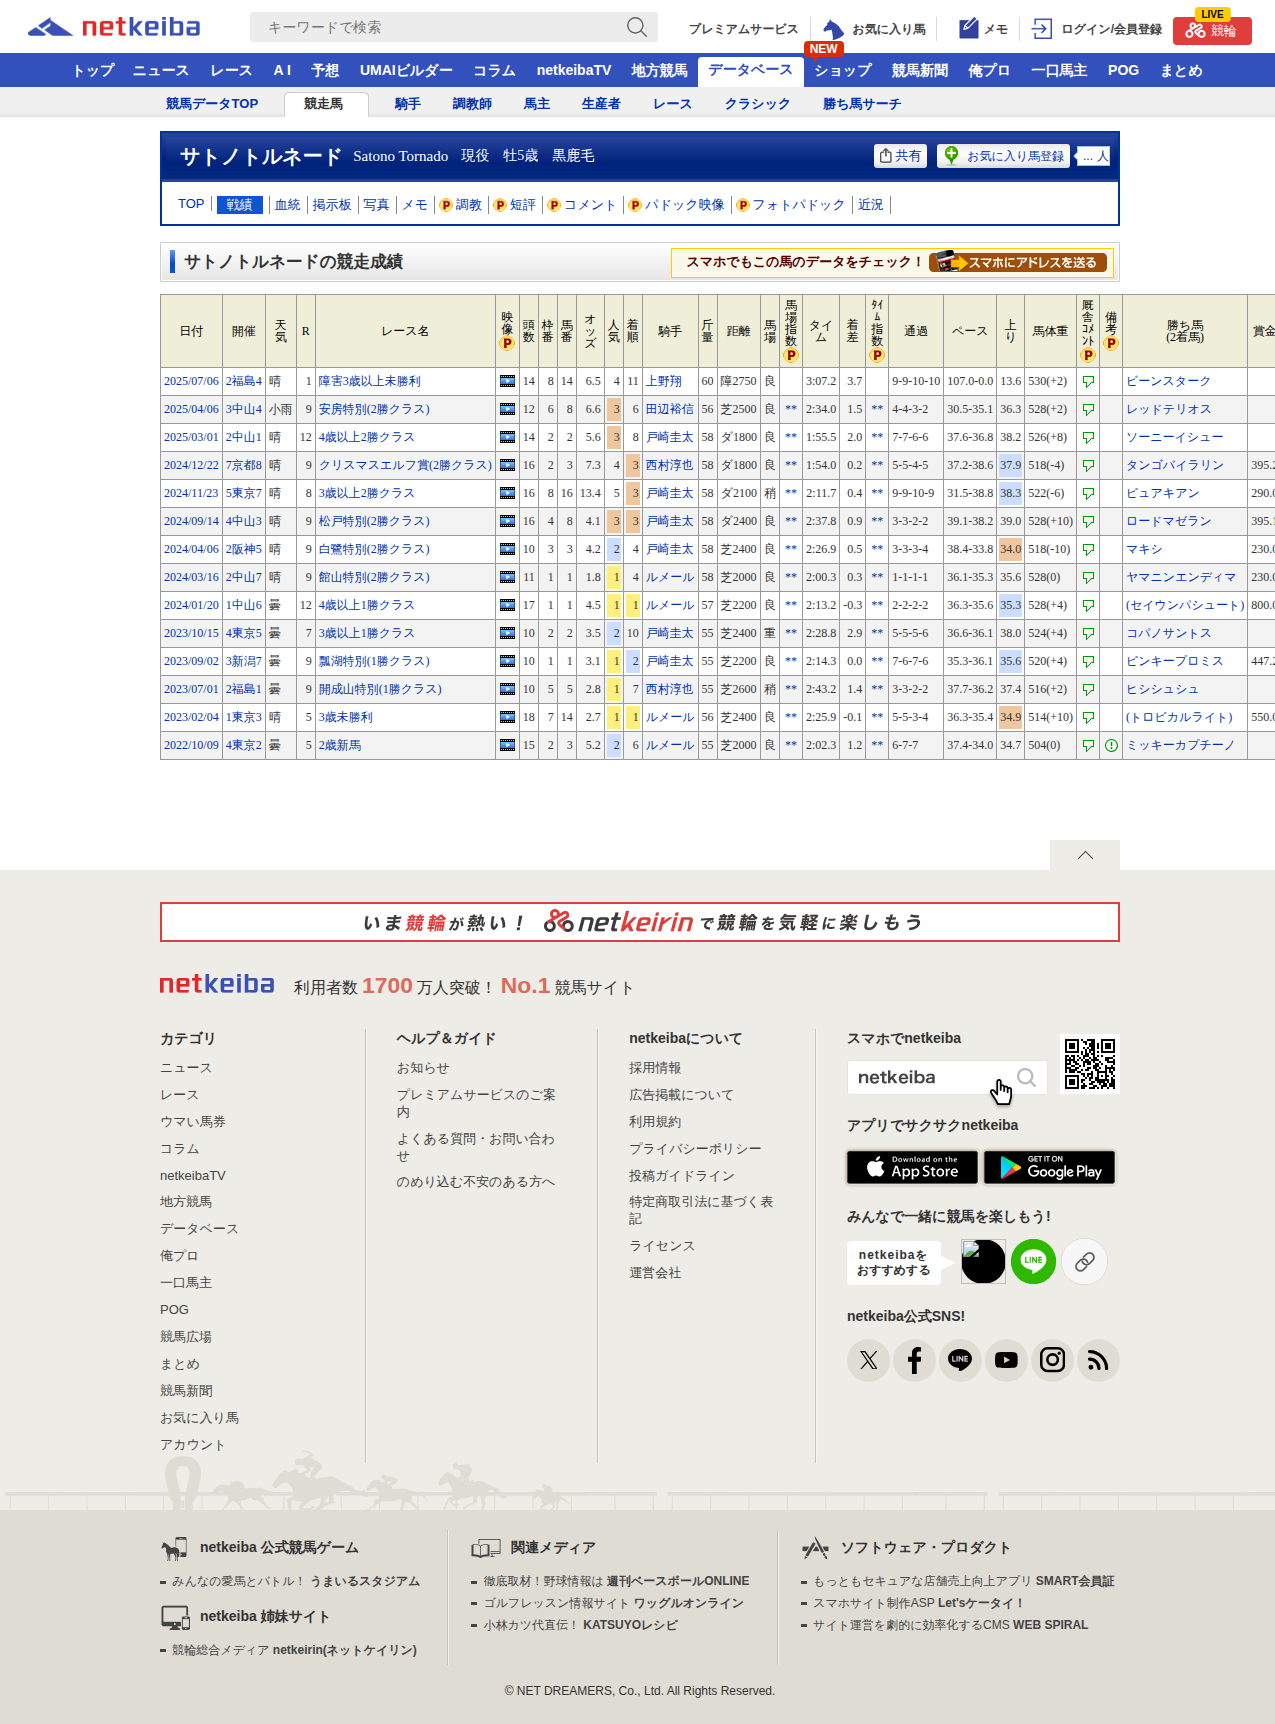 netkeiba
キーワードで検索
プレミアムサービス
お気に入り馬
メモ
ログイン/会員登録
LIVE
競輪
NEW
トップ ニュース レース A I 予想 UMAIビルダー コラム netkeibaTV 地方競馬 データベース ショップ 競馬新聞 俺プロ 一口馬主 POG まとめ
競馬データTOP 競走馬 騎手 調教師 馬主 生産者 レース クラシック 勝ち馬サーチ
サトノトルネード Satono Tornado 現役 牡5歳 黒鹿毛
共有
お気に入り馬登録
... 人
TOP 戦績 血統 掲示板 写真 メモ P 調教 P 短評 P コメント P パドック映像 P フォトパドック 近況
サトノトルネードの競走成績
スマホでもこの馬のデータをチェック！
スマホにアドレスを送る
日付 開催 天気 R レース名 映像P 頭数 枠番 馬番 オッズ 人気 着順 騎手 斤量 距離 馬場 馬場指数P タイム 着差 ﾀｲﾑ指数P 通過 ペース 上り 馬体重 厩舎ｺﾒﾝﾄP 備考P 勝ち馬(2着馬) 賞金
2025/07/06 2福島4 晴 1 障害3歳以上未勝利 14 8 14 6.5 4 11 上野翔 60 障2750 良 3:07.2 3.7 9-9-10-10 107.0-0.0 13.6 530(+2) ビーンスターク
2025/04/06 3中山4 小雨 9 安房特別(2勝クラス) 12 6 8 6.6 3 6 田辺裕信 56 芝2500 良 ** 2:34.0 1.5 ** 4-4-3-2 30.5-35.1 36.3 528(+2) レッドテリオス
2025/03/01 2中山1 晴 12 4歳以上2勝クラス 14 2 2 5.6 3 8 戸崎圭太 58 ダ1800 良 ** 1:55.5 2.0 ** 7-7-6-6 37.6-36.8 38.2 526(+8) ソーニーイシュー
2024/12/22 7京都8 晴 9 クリスマスエルフ賞(2勝クラス) 16 2 3 7.3 4 3 西村淳也 58 ダ1800 良 ** 1:54.0 0.2 ** 5-5-4-5 37.2-38.6 37.9 518(-4) タンゴバイラリン 395.2
2024/11/23 5東京7 晴 8 3歳以上2勝クラス 16 8 16 13.4 5 3 戸崎圭太 58 ダ2100 稍 ** 2:11.7 0.4 ** 9-9-10-9 31.5-38.8 38.3 522(-6) ピュアキアン 290.0
2024/09/14 4中山3 晴 9 松戸特別(2勝クラス) 16 4 8 4.1 3 3 戸崎圭太 58 ダ2400 良 ** 2:37.8 0.9 ** 3-3-2-2 39.1-38.2 39.0 528(+10) ロードマゼラン 395.1
2024/04/06 2阪神5 晴 9 白鷺特別(2勝クラス) 10 3 3 4.2 2 4 戸崎圭太 58 芝2400 良 ** 2:26.9 0.5 ** 3-3-3-4 38.4-33.8 34.0 518(-10) マキシ 230.0
2024/03/16 2中山7 晴 9 館山特別(2勝クラス) 11 1 1 1.8 1 4 ルメール 58 芝2000 良 ** 2:00.3 0.3 ** 1-1-1-1 36.1-35.3 35.6 528(0) ヤマニンエンディマ 230.0
2024/01/20 1中山6 曇 12 4歳以上1勝クラス 17 1 1 4.5 1 1 ルメール 57 芝2200 良 ** 2:13.2 -0.3 ** 2-2-2-2 36.3-35.6 35.3 528(+4) (セイウンパシュート) 800.0
2023/10/15 4東京5 曇 7 3歳以上1勝クラス 10 2 2 3.5 2 10 戸崎圭太 55 芝2400 重 ** 2:28.8 2.9 ** 5-5-5-6 36.6-36.1 38.0 524(+4) コパノサントス
2023/09/02 3新潟7 曇 9 瓢湖特別(1勝クラス) 10 1 1 3.1 1 2 戸崎圭太 55 芝2200 良 ** 2:14.3 0.0 ** 7-6-7-6 35.3-36.1 35.6 520(+4) ピンキープロミス 447.2
2023/07/01 2福島1 曇 9 開成山特別(1勝クラス) 10 5 5 2.8 1 7 西村淳也 55 芝2600 稍 ** 2:43.2 1.4 ** 3-3-2-2 37.7-36.2 37.4 516(+2) ヒシシュシュ
2023/02/04 1東京3 晴 5 3歳未勝利 18 7 14 2.7 1 1 ルメール 56 芝2400 良 ** 2:25.9 -0.1 ** 5-5-3-4 36.3-35.4 34.9 514(+10) (トロピカルライト) 550.0
2022/10/09 4東京2 曇 5 2歳新馬 15 2 3 5.2 2 6 ルメール 55 芝2000 良 ** 2:02.3 1.2 ** 6-7-7 37.4-34.0 34.7 504(0) ミッキーカプチーノ
いま競輪が熱い！ netkeirinで競輪を気軽に楽しもう
netkeiba 利用者数 1700 万人突破！ No.1 競馬サイト
カテゴリ
ニュース
レース
ウマい馬券
コラム
netkeibaTV
地方競馬
データベース
俺プロ
一口馬主
POG
競馬広場
まとめ
競馬新聞
お気に入り馬
アカウント
ヘルプ＆ガイド
お知らせ
プレミアムサービスのご案
内
よくある質問・お問い合わ
せ
のめり込む不安のある方へ
netkeibaについて
採用情報
広告掲載について
利用規約
プライバシーポリシー
投稿ガイドライン
特定商取引法に基づく表
記
ライセンス
運営会社
スマホでnetkeiba
netkeiba
アプリでサクサクnetkeiba
Download on the
App Store
GET IT ON
Google Play
みんなで一緒に競馬を楽しもう!
netkeibaを
おすすめする
LINE
netkeiba公式SNS!
LINE
netkeiba 公式競馬ゲーム
みんなの愛馬とバトル！ うまいるスタジアム
netkeiba 姉妹サイト
競輪総合メディア netkeirin(ネットケイリン)
関連メディア
徹底取材！野球情報は 週刊ベースボールONLINE
ゴルフレッスン情報サイト ワッグルオンライン
小林カツ代直伝！ KATSUYOレシピ
ソフトウェア・プロダクト
もっともセキュアな店舗売上向上アプリ SMART会員証
スマホサイト制作ASP Let'sケータイ！
サイト運営を劇的に効率化するCMS WEB SPIRAL
© NET DREAMERS, Co., Ltd. All Rights Reserved.